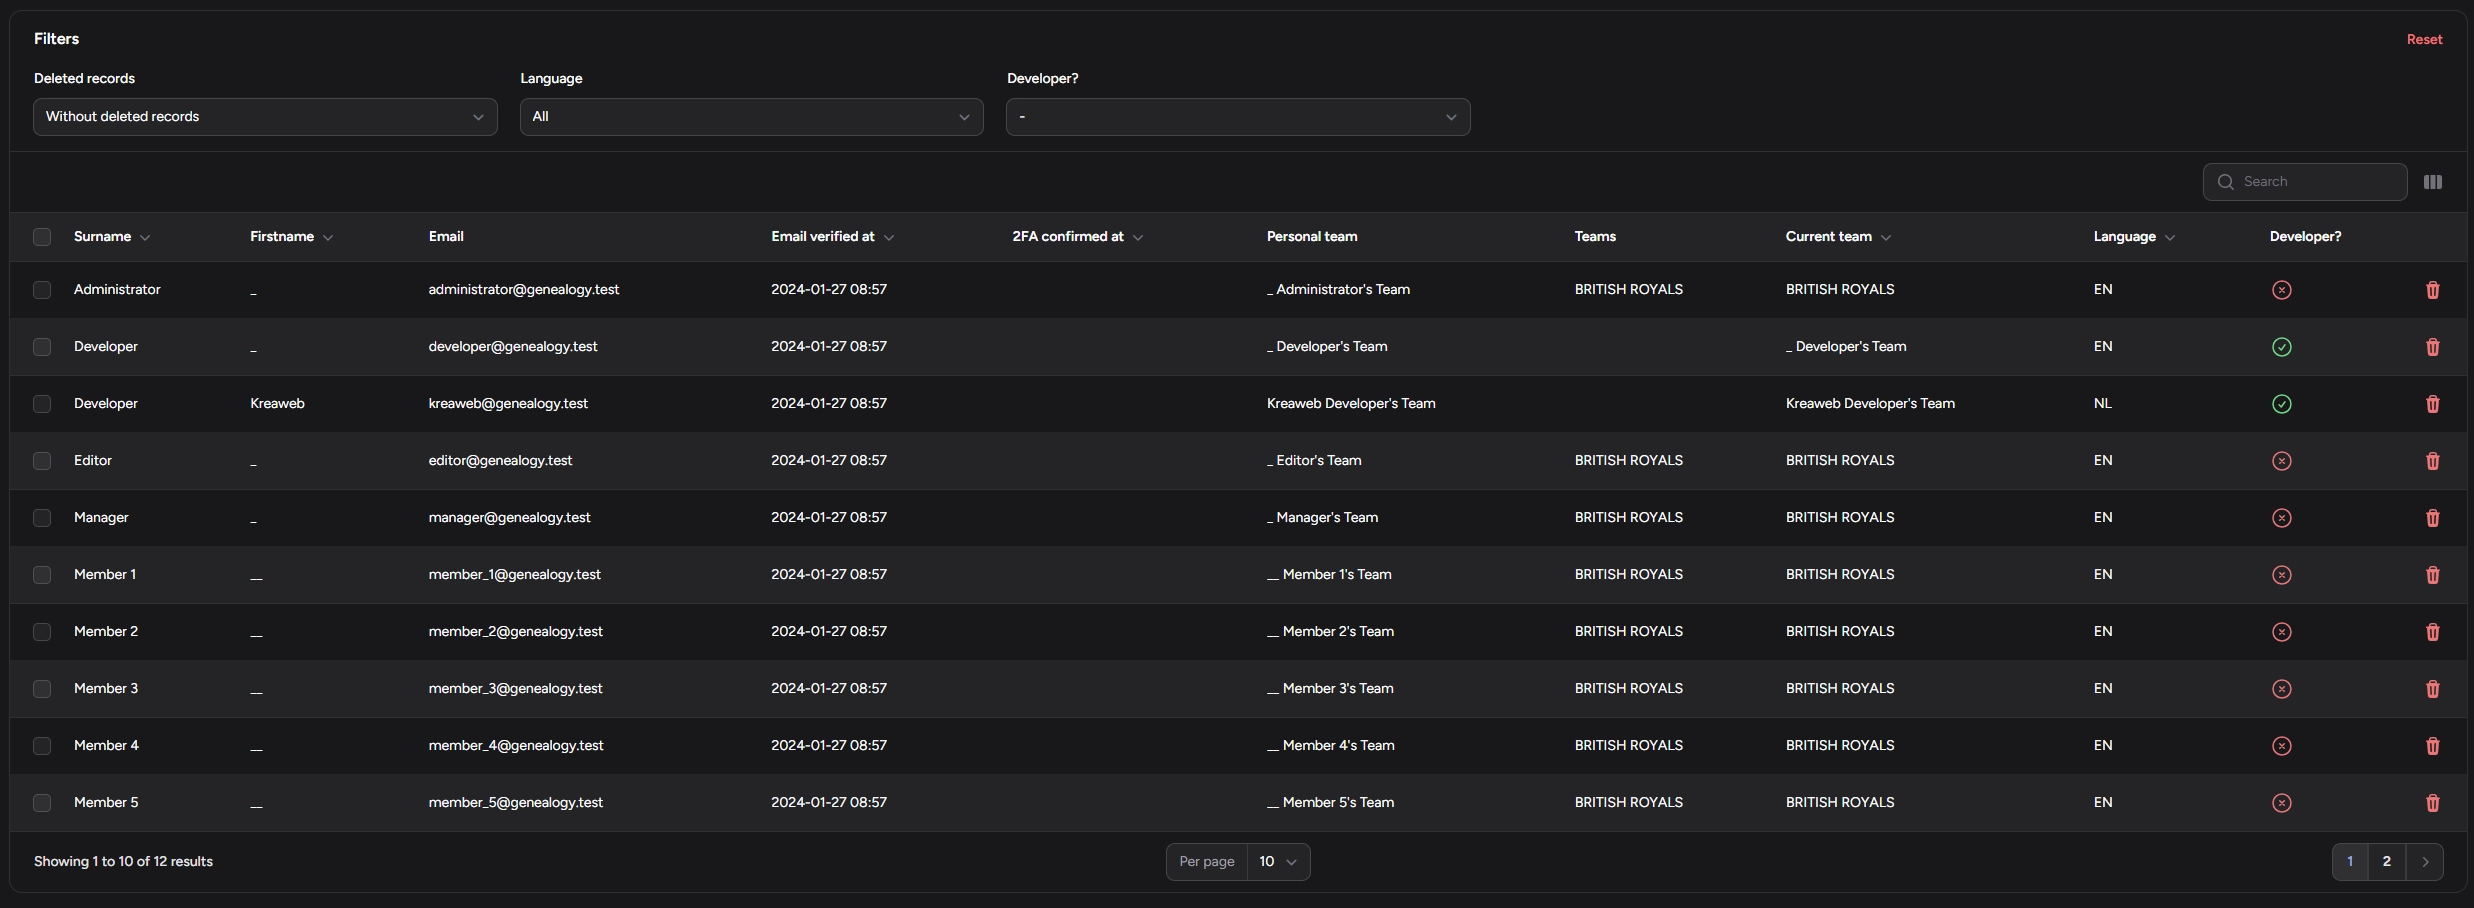 Filters
Reset
Deleted records Language Developer?
Without deleted records All -
Search
Surname Firstname Email Email verified at 2FA confirmed at Personal team Teams Current team Language Developer?
Administrator _ administrator@genealogy.test 2024-01-27 08:57 _ Administrator's Team BRITISH ROYALS BRITISH ROYALS EN
Developer _ developer@genealogy.test 2024-01-27 08:57 _ Developer's Team _ Developer's Team EN
Developer Kreaweb kreaweb@genealogy.test 2024-01-27 08:57 Kreaweb Developer's Team Kreaweb Developer's Team NL
Editor _ editor@genealogy.test 2024-01-27 08:57 _ Editor's Team BRITISH ROYALS BRITISH ROYALS EN
Manager _ manager@genealogy.test 2024-01-27 08:57 _ Manager's Team BRITISH ROYALS BRITISH ROYALS EN
Member 1 __ member_1@genealogy.test 2024-01-27 08:57 __ Member 1's Team BRITISH ROYALS BRITISH ROYALS EN
Member 2 __ member_2@genealogy.test 2024-01-27 08:57 __ Member 2's Team BRITISH ROYALS BRITISH ROYALS EN
Member 3 __ member_3@genealogy.test 2024-01-27 08:57 __ Member 3's Team BRITISH ROYALS BRITISH ROYALS EN
Member 4 __ member_4@genealogy.test 2024-01-27 08:57 __ Member 4's Team BRITISH ROYALS BRITISH ROYALS EN
Member 5 __ member_5@genealogy.test 2024-01-27 08:57 __ Member 5's Team BRITISH ROYALS BRITISH ROYALS EN
Showing 1 to 10 of 12 results Per page 10 1 2